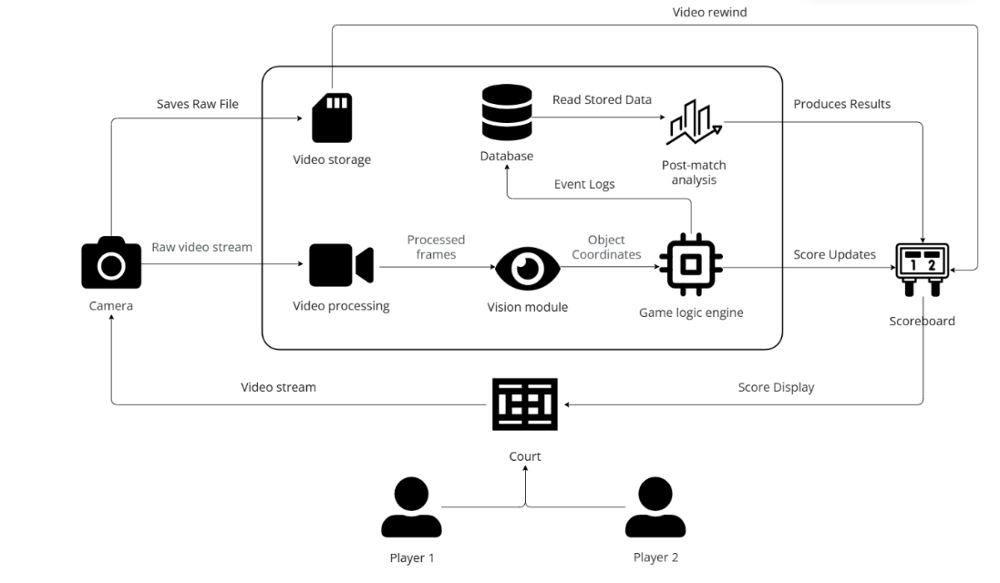 Video rewind
Saves Raw File
Read Stored Data
Produces Results
Video storage
Database
Post-match
analysis
Event Logs
Raw video stream
Processed
frames
Object
Coordinates
Score Updates
1 2
Camera
Video processing
Vision module
Game logic engine
Scoreboard
Video stream
Score Display
Court
Player 1
Player 2